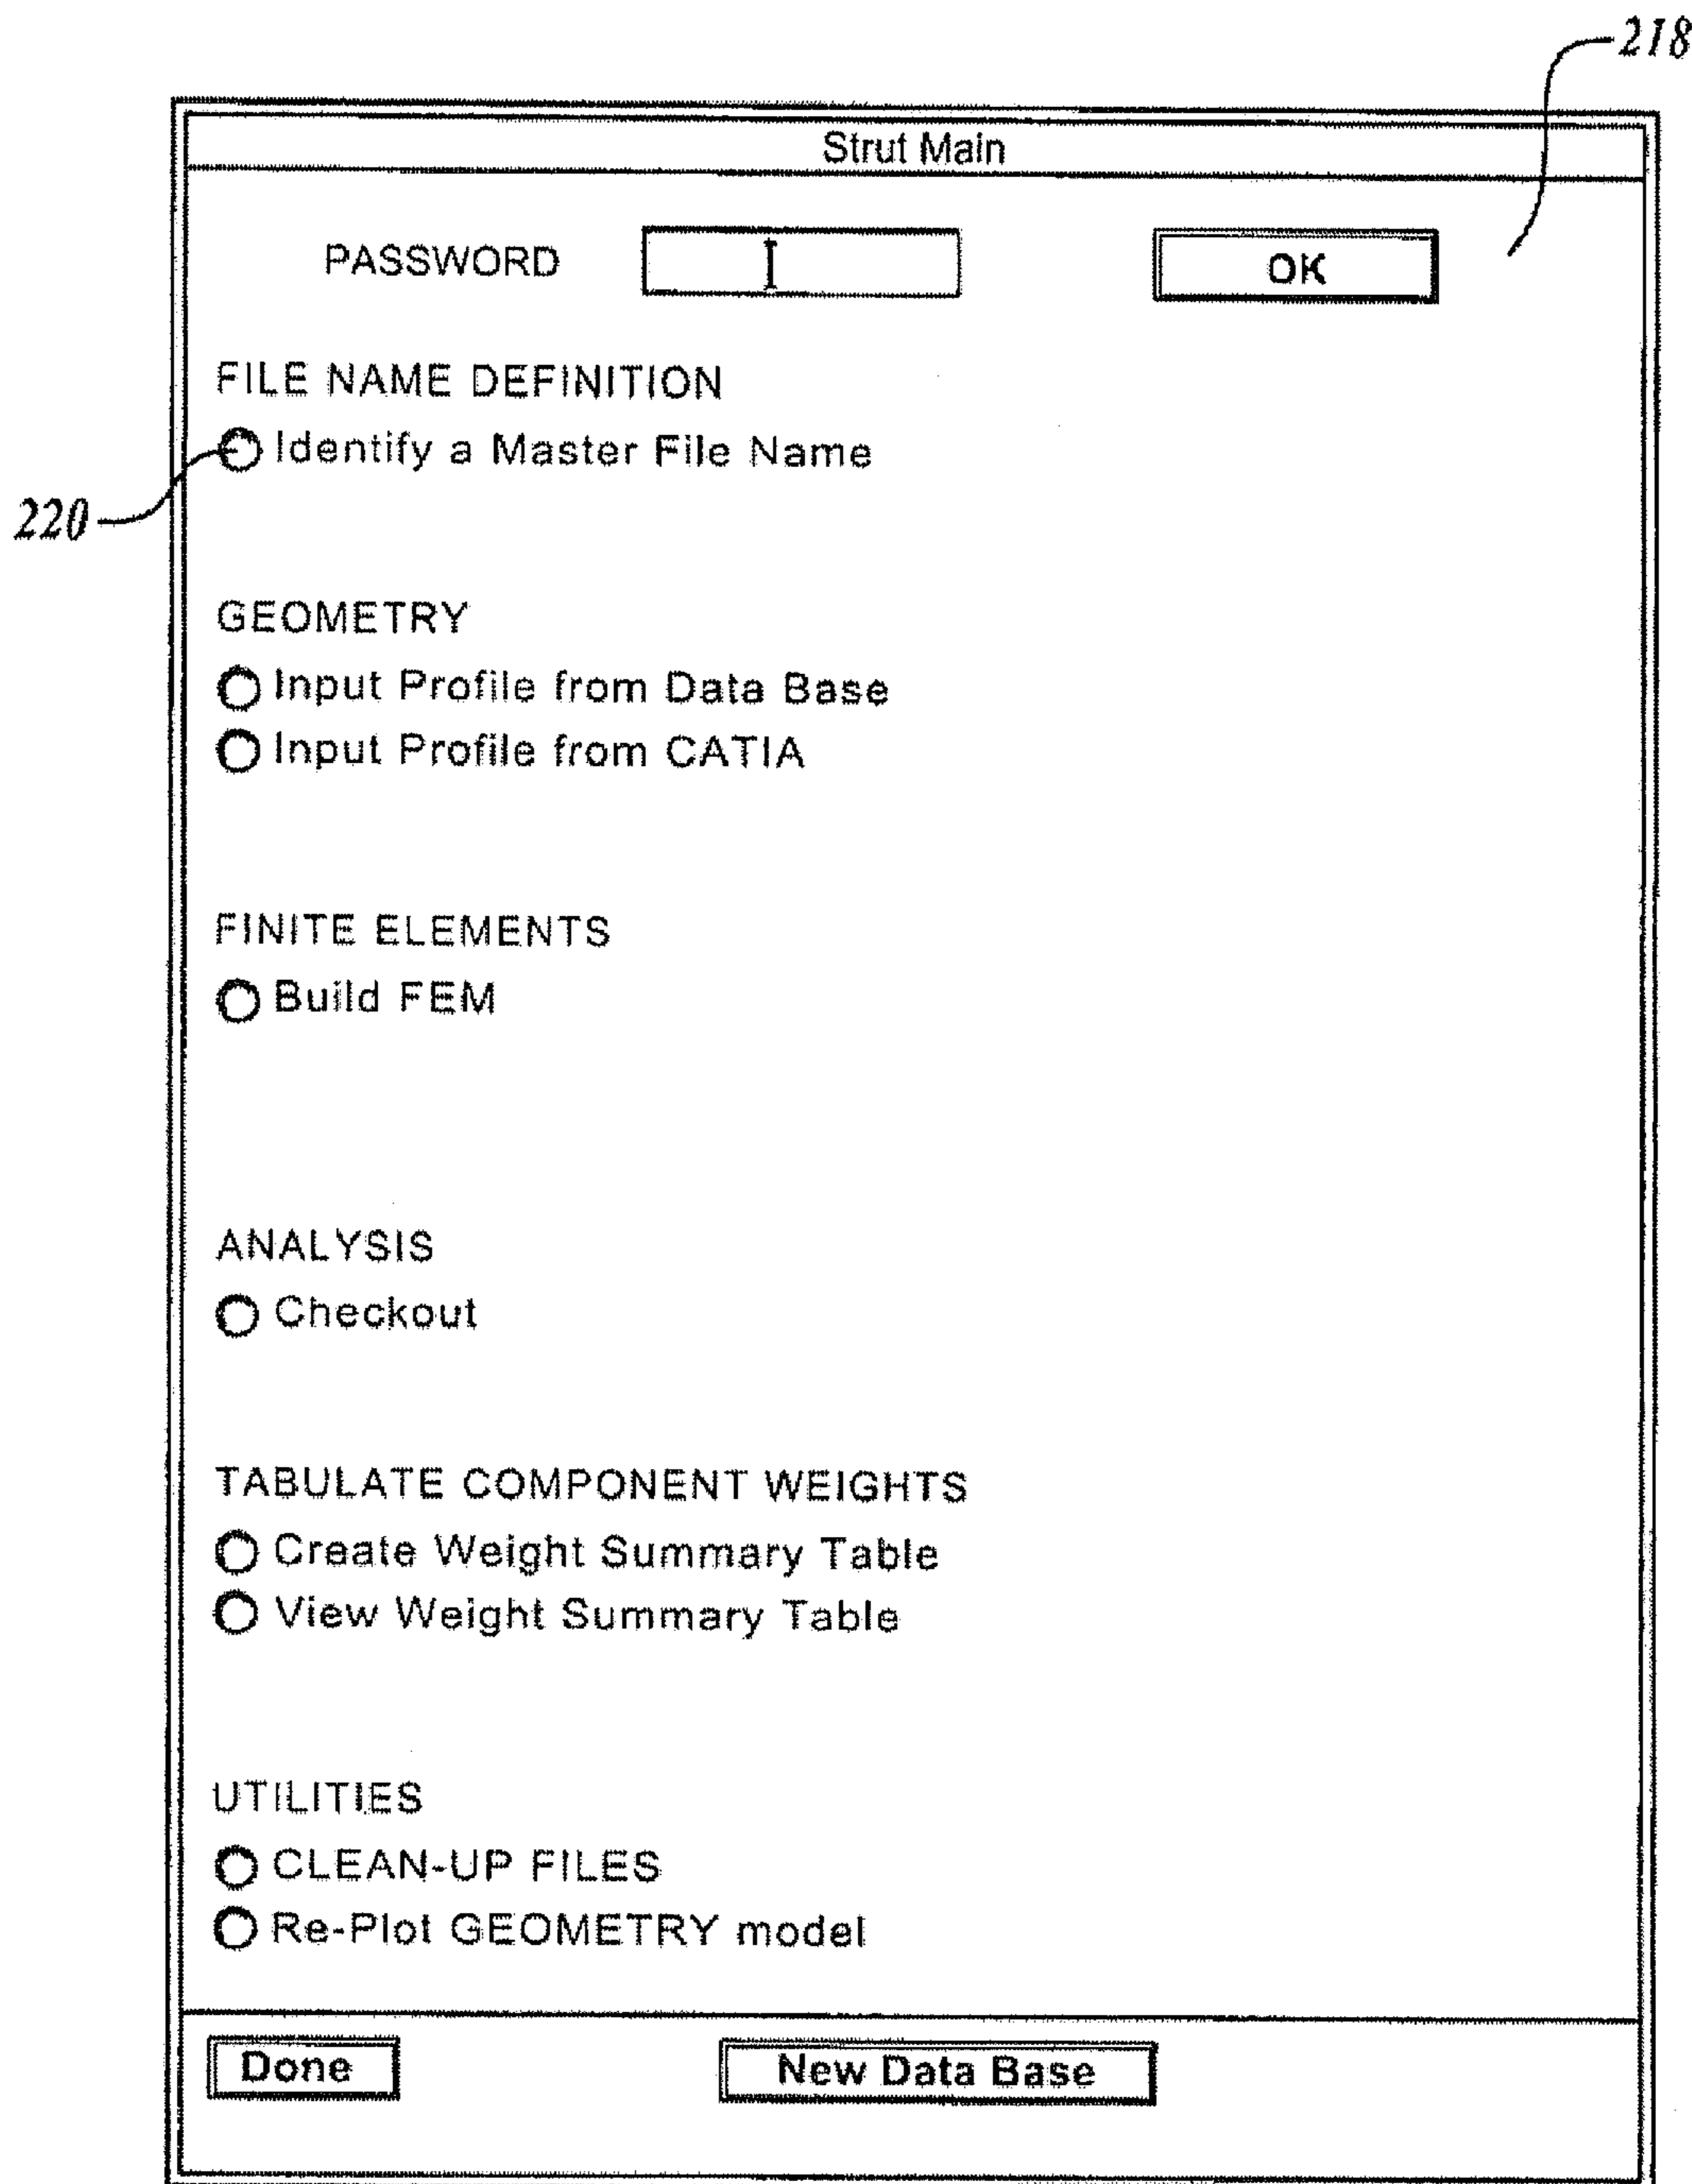 218
Strut Main
PASSWORD OK
FILE NAME DEFINITION
Identify a Master File Name
220
GEOMETRY
Input Profile from Data Base
Input Profile from CATIA
FINITE ELEMENTS
Build FEM
ANALYSIS
Checkout
TABULATE COMPONENT WEIGHTS
Create Weight Summary Table
View Weight Summary Table
UTILITIES
CLEAN-UP FILES
Re-Plot GEOMETRY model
Done New Data Base